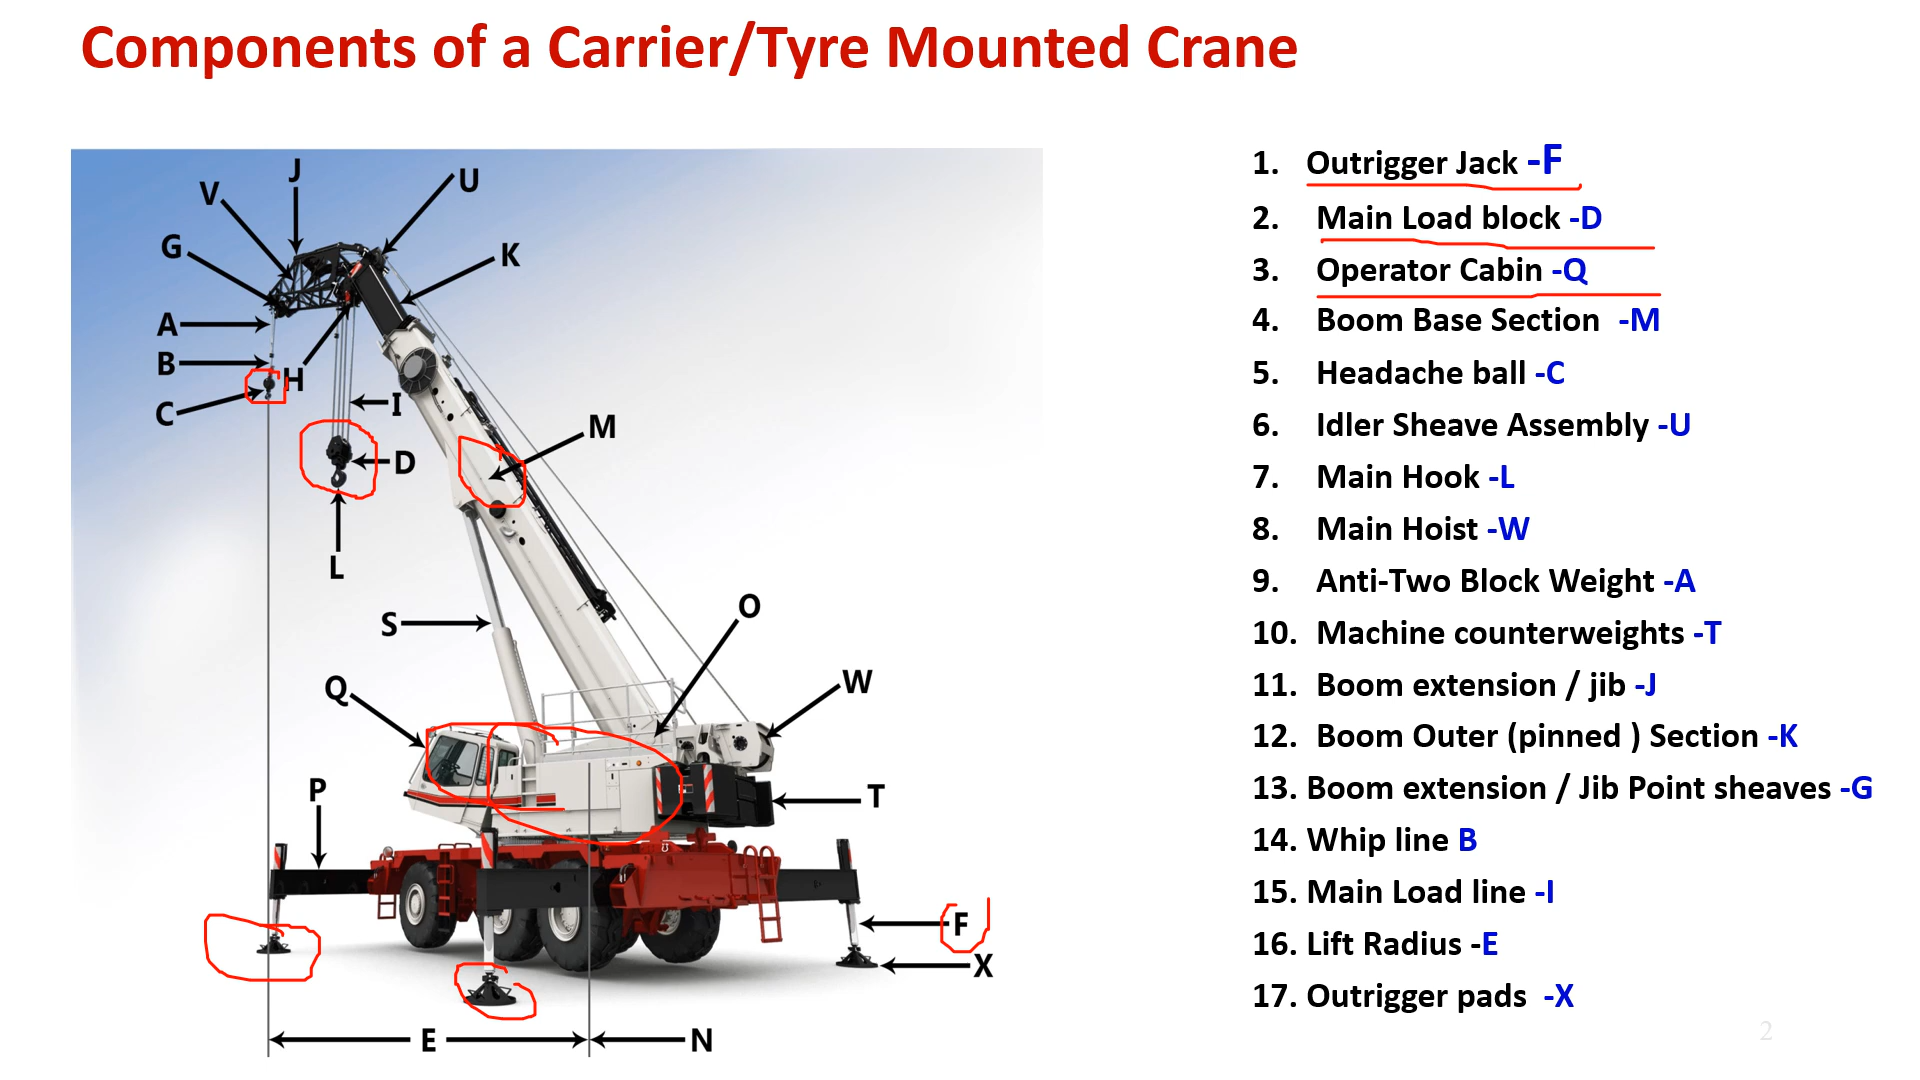 Components of a Carrier/Tyre Mounted Crane
J
V
U
G
K
A
B
H
C
I
M
D
L
O
S
Q
W
P
T
F
X
E
N
1. Outrigger Jack -F
2. Main Load block -D
3. Operator Cabin -Q
4. Boom Base Section -M
5. Headache ball -C
6. Idler Sheave Assembly -U
7. Main Hook -L
8. Main Hoist -W
9. Anti-Two Block Weight -A
10. Machine counterweights -T
11. Boom extension / jib -J
12. Boom Outer (pinned ) Section -K
13. Boom extension / Jib Point sheaves -G
14. Whip line B
15. Main Load line -I
16. Lift Radius -E
17. Outrigger pads -X
2